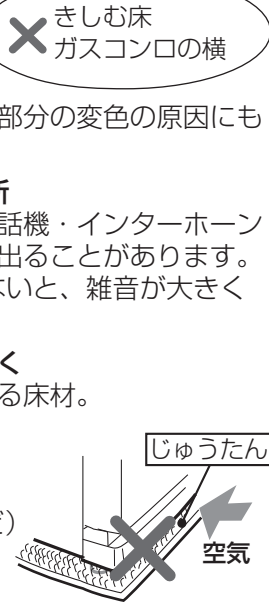 きしむ床
ガスコンロの横
部分の変色の原因にも
所
話機・インターホーン
出ることがあります。
ないと、雑音が大きく
く
る床材。
じゅうたん
ど)
空気